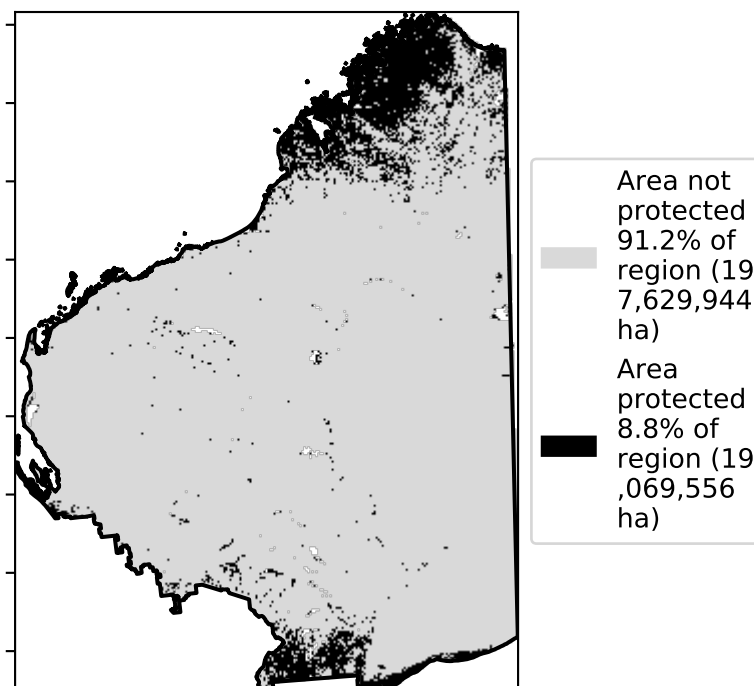 Area not
protected
91.2% of
region (19
7,629,944
ha)
Area
protected
8.8% of
region (19
,069,556
ha)